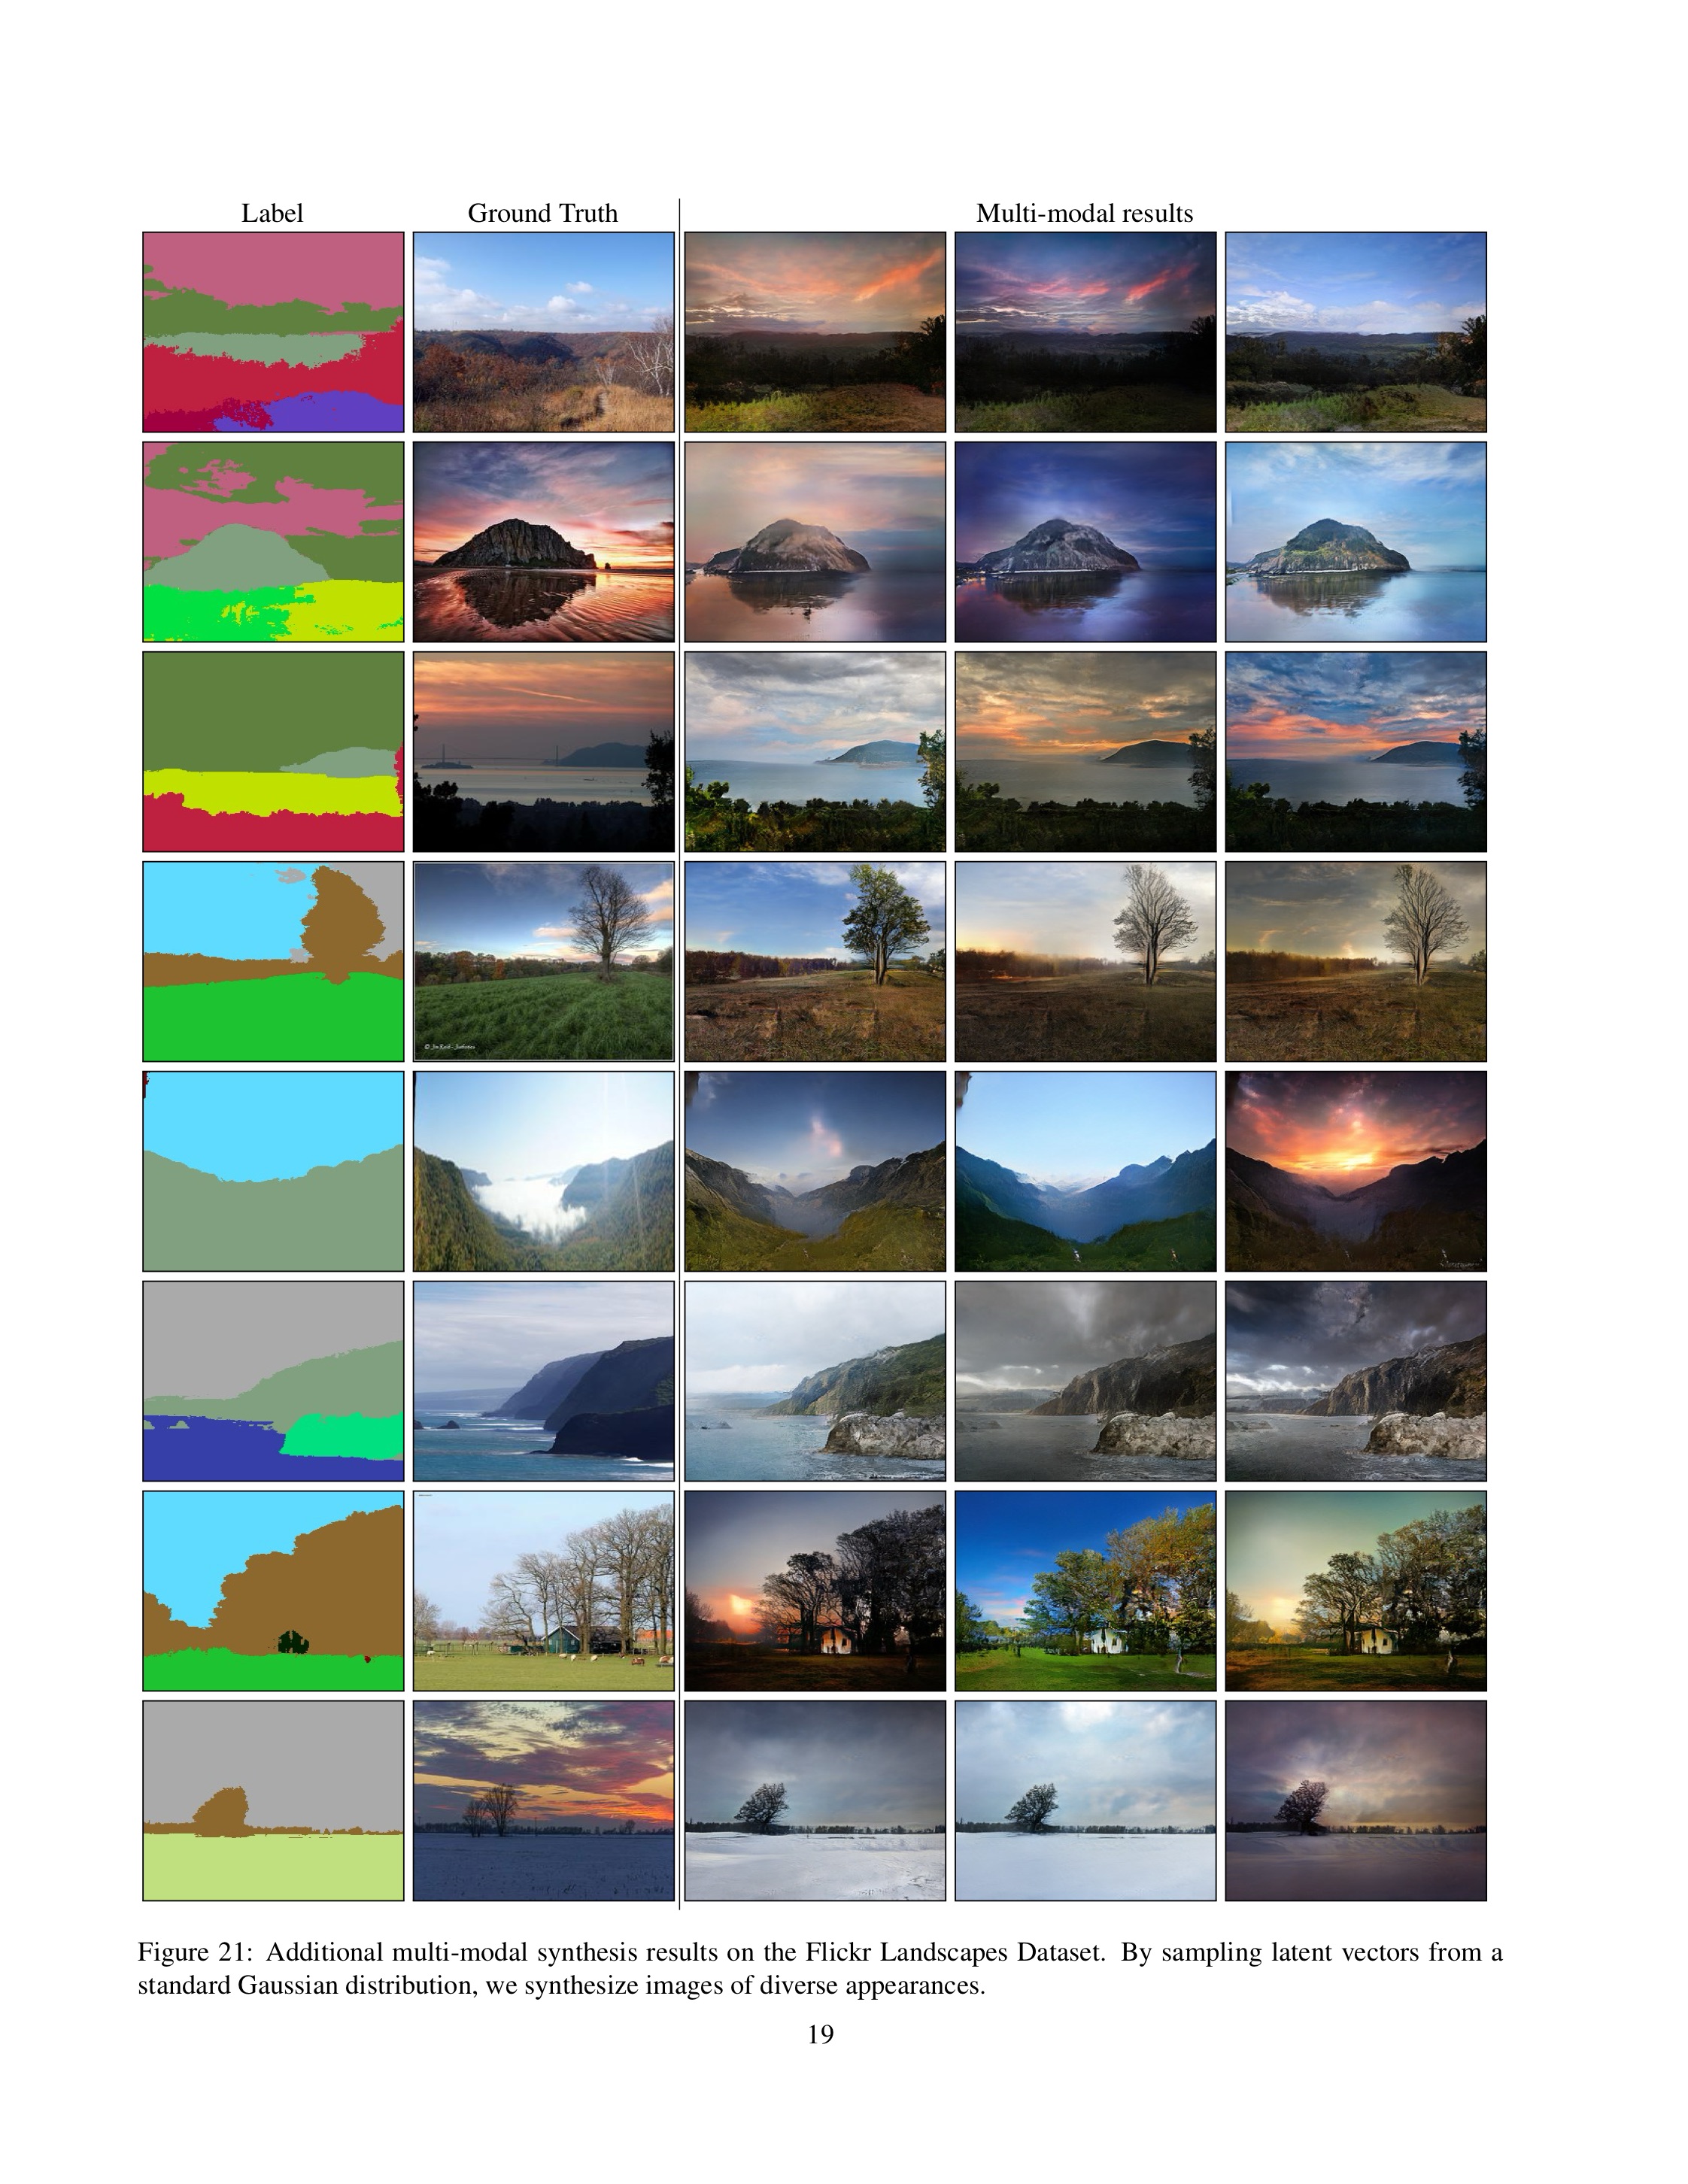 Label
Ground Truth
Multi-modal results
Figure 21: Additional multi-modal synthesis results on the Flickr Landscapes Dataset. By sampling latent vectors from a
standard Gaussian distribution, we synthesize images of diverse appearances.
19